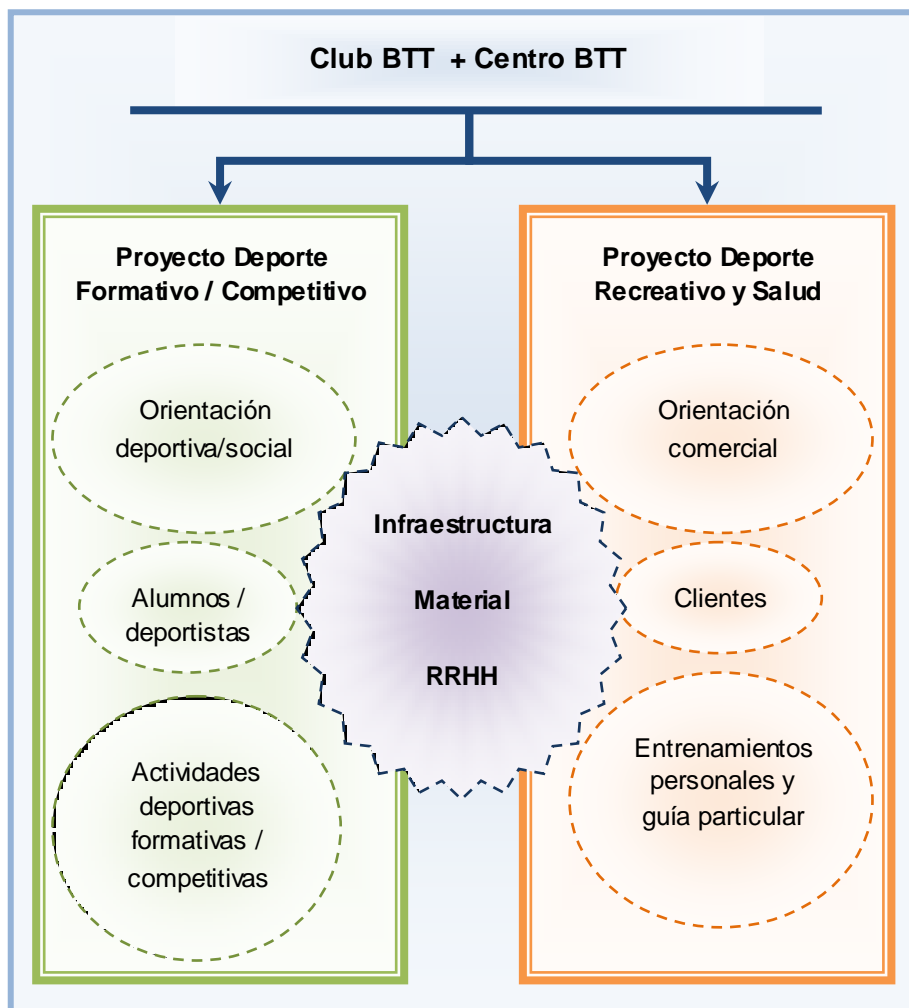 Club BTT + Centro BTT
Proyecto Deporte
Formativo / Competitivo
Orientación
deportiva/social
Alumnos /
deportistas
Actividades
deportivas
formativas /
competitivas
Infraestructura
Material
RRHH
Proyecto Deporte
Recreativo y Salud
Orientación
comercial
Clientes
Entrenamientos
personales y
guía particular